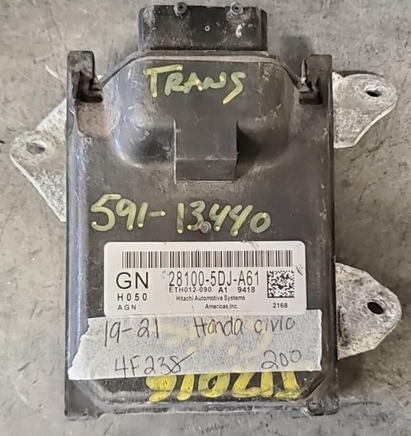 TRANS
591-13440
GN 28100-5DJ-A61
H050 ETH012-090 A1 9418
AGN Hitachi Automotive Systems
Americas,Inc. 2168
19-21 Honda civic
4F238 200